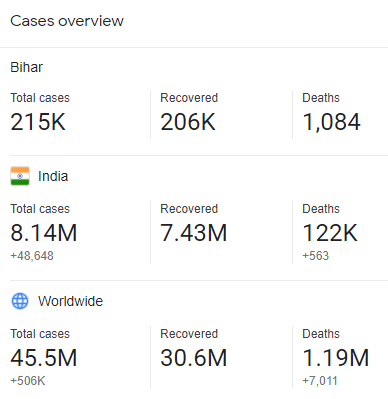 Cases overview
Bihar
Total cases Recovered Deaths
215K 206K 1,084
India
Total cases Recovered Deaths
8.14M 7.43M 122K
+48,648 +563
Worldwide
Total cases Recovered Deaths
45.5M 30.6M 1.19M
+506K +7,011